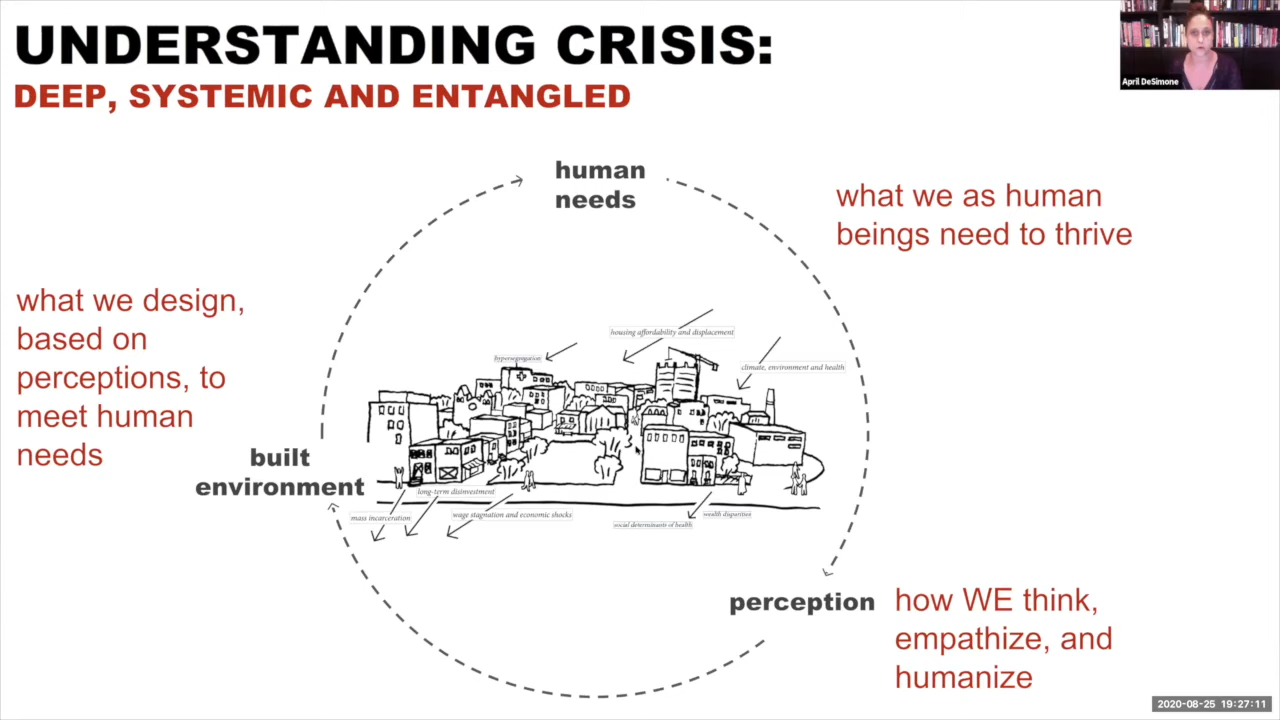 UNDERSTANDING CRISIS:
DEEP, SYSTEMIC AND ENTANGLED
April DeSimone
human
needs
what we as human
beings need to thrive
what we design,
based on
perceptions, to
meet human
needs
housing affordability and displacement
hypersegregation
climate, environment and health
built
environment
long-term disinvestment
mass incarceration
wage stagnation and economic shocks
wealth disparities
social determinants of health
perception
how WE think,
empathize, and
humanize
2020-08-25 19:27:11